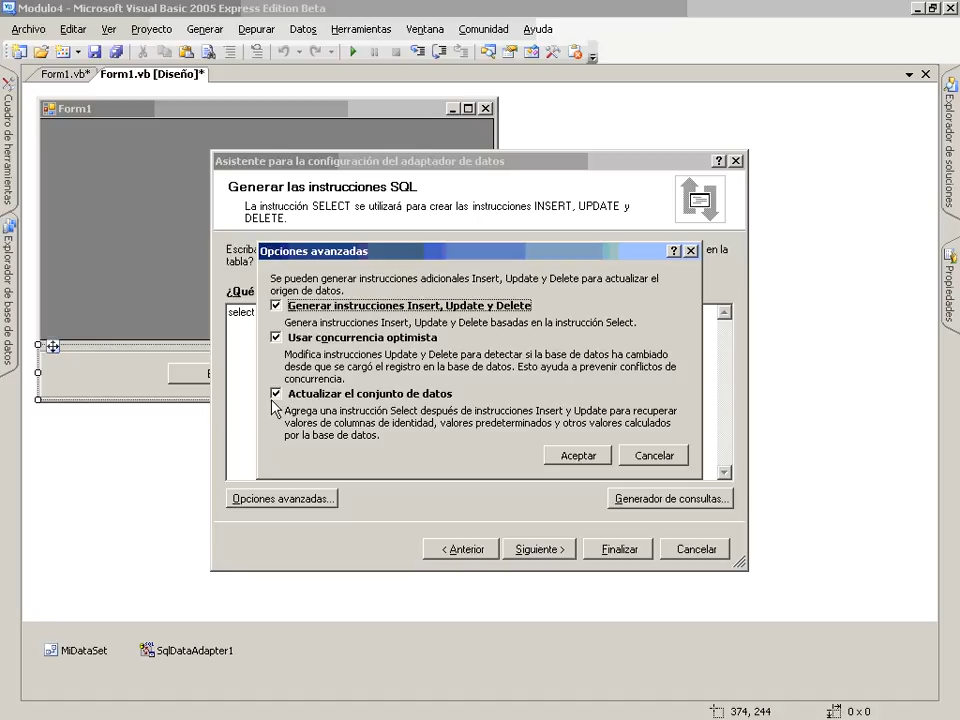 Modulo4 - Microsoft Visual Basic 2005 Express Edition Beta
Archivo Editar Ver Proyecto Generar Depurar Datos Herramientas Ventana Comunidad Ayuda
Form1.vb* Form1.vb [Diseño]*
Cuadro de herramientas
Explorador de base de datos
Explorador de soluciones
Propiedades
Form1
Asistente para la configuración del adaptador de datos
Generar las instrucciones SQL
La instrucción SELECT se utilizará para crear las instrucciones INSERT, UPDATE y
DELETE.
en la
tabla?
¿Qué
select
Opciones avanzadas
Se pueden generar instrucciones adicionales Insert, Update y Delete para actualizar el
origen de datos.
Generar instrucciones Insert, Update y Delete
Genera instrucciones Insert, Update y Delete basadas en la instrucción Select.
Usar concurrencia optimista
Modifica instrucciones Update y Delete para detectar si la base de datos ha cambiado
desde que se cargó el registro en la base de datos. Esto ayuda a prevenir conflictos de
concurrencia.
Actualizar el conjunto de datos
Agrega una instrucción Select después de instrucciones Insert y Update para recuperar
valores de columnas de identidad, valores predeterminados y otros valores calculados
por la base de datos.
Aceptar Cancelar
Opciones avanzadas... Generador de consultas...
< Anterior Siguiente > Finalizar Cancelar
MiDataSet SqlDataAdapter1
374, 244 0 x 0